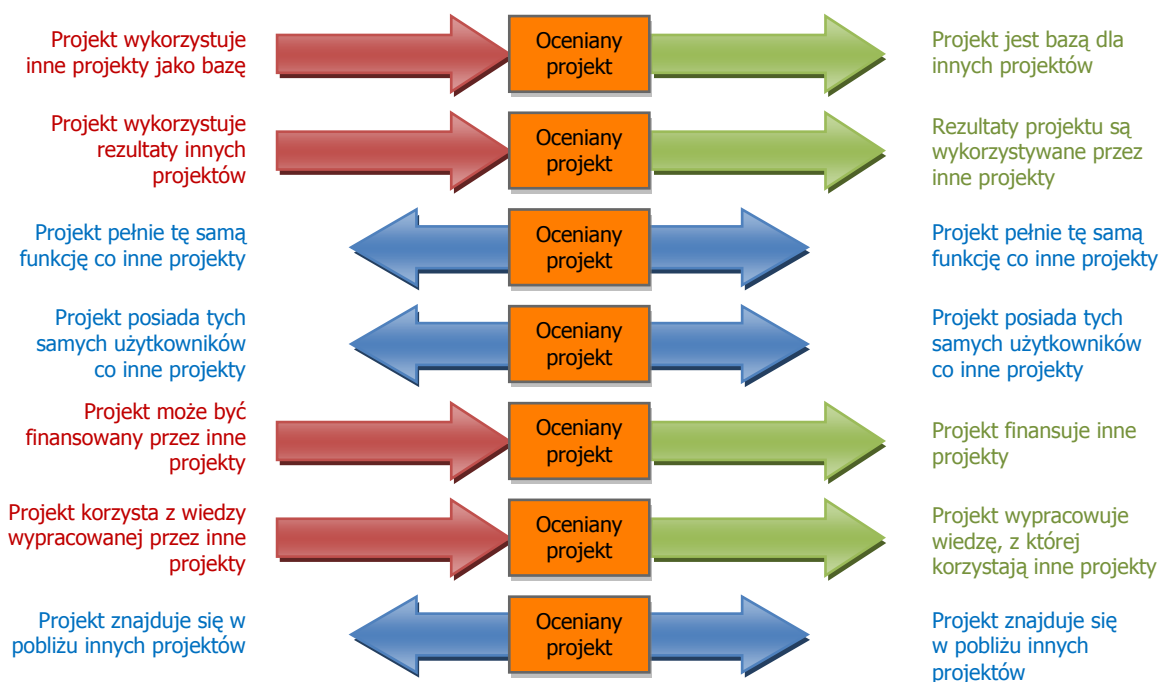 Projekt wykorzystuje
inne projekty jako bazę
Oceniany
projekt
Projekt jest bazą dla
innych projektów
Projekt wykorzystuje
rezultaty innych
projektów
Oceniany
projekt
Rezultaty projektu są
wykorzystywane przez
inne projekty
Projekt pełnie tę samą
funkcję co inne projekty
Oceniany
projekt
Projekt pełnie tę samą
funkcję co inne projekty
Projekt posiada tych
samych użytkowników
co inne projekty
Oceniany
projekt
Projekt posiada tych
samych użytkowników
co inne projekty
Projekt może być
finansowany przez inne
projekty
Oceniany
projekt
Projekt finansuje inne
projekty
Projekt korzysta z wiedzy
wypracowanej przez inne
projekty
Oceniany
projekt
Projekt wypracowuje
wiedzę, z której
korzystają inne projekty
Projekt znajduje się w
pobliżu innych projektów
Oceniany
projekt
Projekt znajduje się
w pobliżu innych
projektów